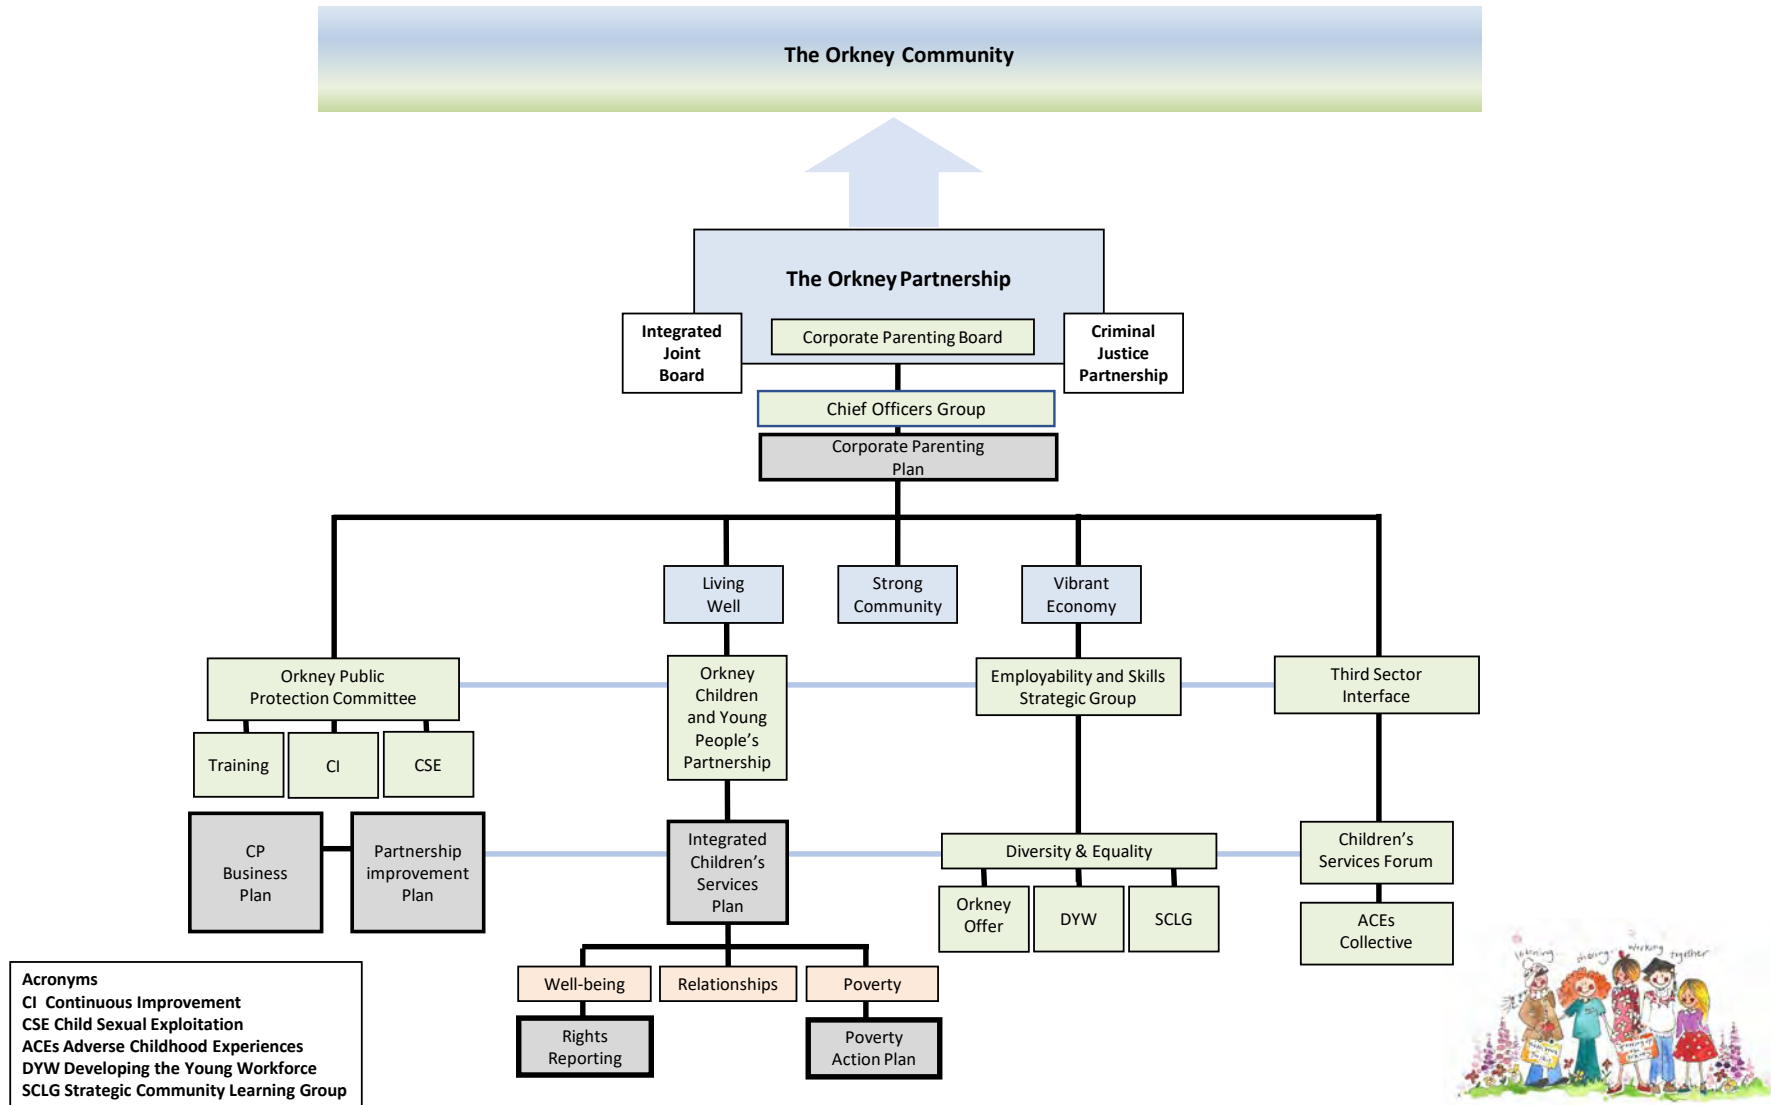 The Orkney Community
The Orkney Partnership
Integrated
Joint
Board
Corporate Parenting Board
Criminal
Justice
Partnership
Chief Officers Group
Corporate Parenting
Plan
Living
Well
Strong
Community
Vibrant
Economy
Orkney Public
Protection Committee
Orkney
Children
and Young
People's
Partnership
Employability and Skills
Strategic Group
Third Sector
Interface
Training
CI
CSE
CP
Business
Plan
Partnership
improvement
Plan
Integrated
Children's
Services
Plan
Diversity & Equality
Children's
Services Forum
Orkney
Offer
DYW
SCLG
ACEs
Collective
Well-being
Relationships
Poverty
Rights
Reporting
Poverty
Action Plan
Acronyms
CI Continuous Improvement
CSE Child Sexual Exploitation
ACEs Adverse Childhood Experiences
DYW Developing the Young Workforce
SCLG Strategic Community Learning Group
working together